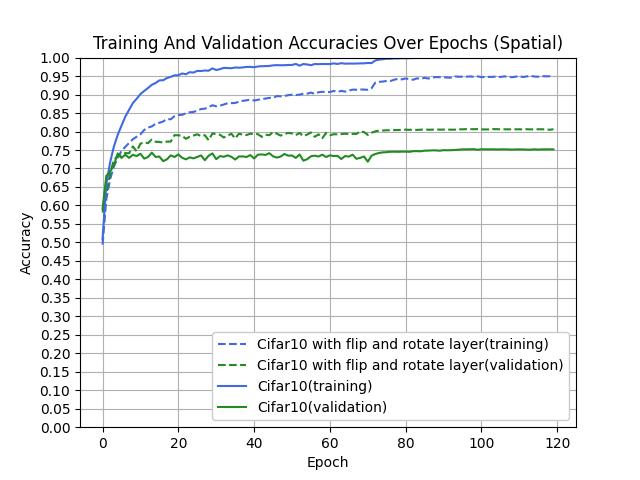 Training And Validation Accuracies Over Epochs (Spatial)
1.00
0.95
0.90
0.85
0.80
0.75
0.70
0.65
0.60
0.55
0.50
0.45
0.40
0.35
0.30
0.25
0.20
0.15
0.10
0.05
0.00
Accuracy
Cifar10 with flip and rotate layer(training)
Cifar10 with flip and rotate layer(validation)
Cifar10(training)
Cifar10(validation)
0 20 40 60 80 100 120
Epoch